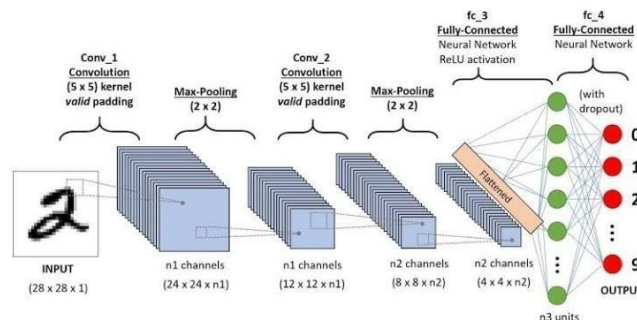 fc_3
Fully-Connected
Neural Network
ReLU activation
fc_4
Fully-Connected
Neural Network
Conv_1
Convolution
(5 x 5) kernel
valid padding
Max-Pooling
(2 x 2)
Conv_2
Convolution
(5 x 5) kernel
valid padding
Max-Pooling
(2 x 2)
(with
dropout)
Flattened
0
1
2
9
INPUT
(28 x 28 x 1)
n1 channels
(24 x 24 x n1)
n1 channels
(12 x 12 x n1)
n2 channels
(8 x 8 x n2)
n2 channels
(4 x 4 x n2)
OUTPUT
n3 units